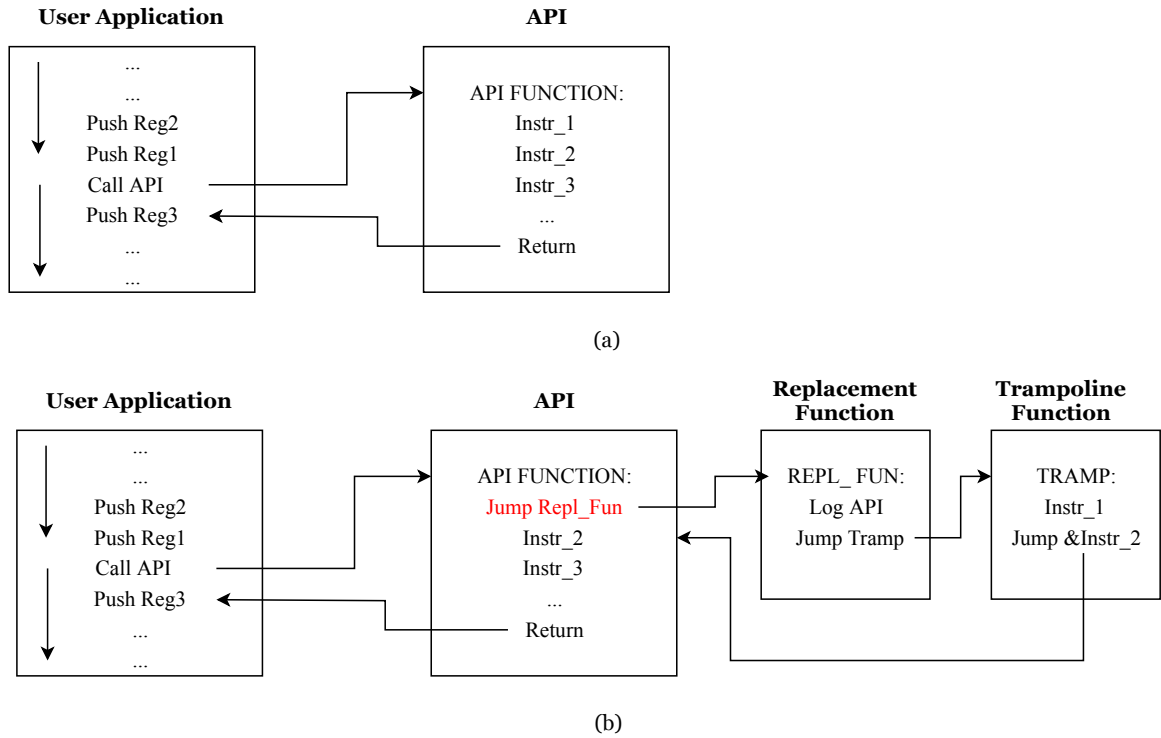 User Application
...
...
Push Reg2
Push Reg1
Call API
Push Reg3
...
...
API
API FUNCTION:
Instr_1
Instr_2
Instr_3
...
Return
(a)
User Application
...
...
Push Reg2
Push Reg1
Call API
Push Reg3
...
...
API
API FUNCTION:
Jump Repl_Fun
Instr_2
Instr_3
...
Return
Replacement
Function
REPL_ FUN:
Log API
Jump Tramp
Trampoline
Function
TRAMP:
Instr_1
Jump &Instr_2
(b)